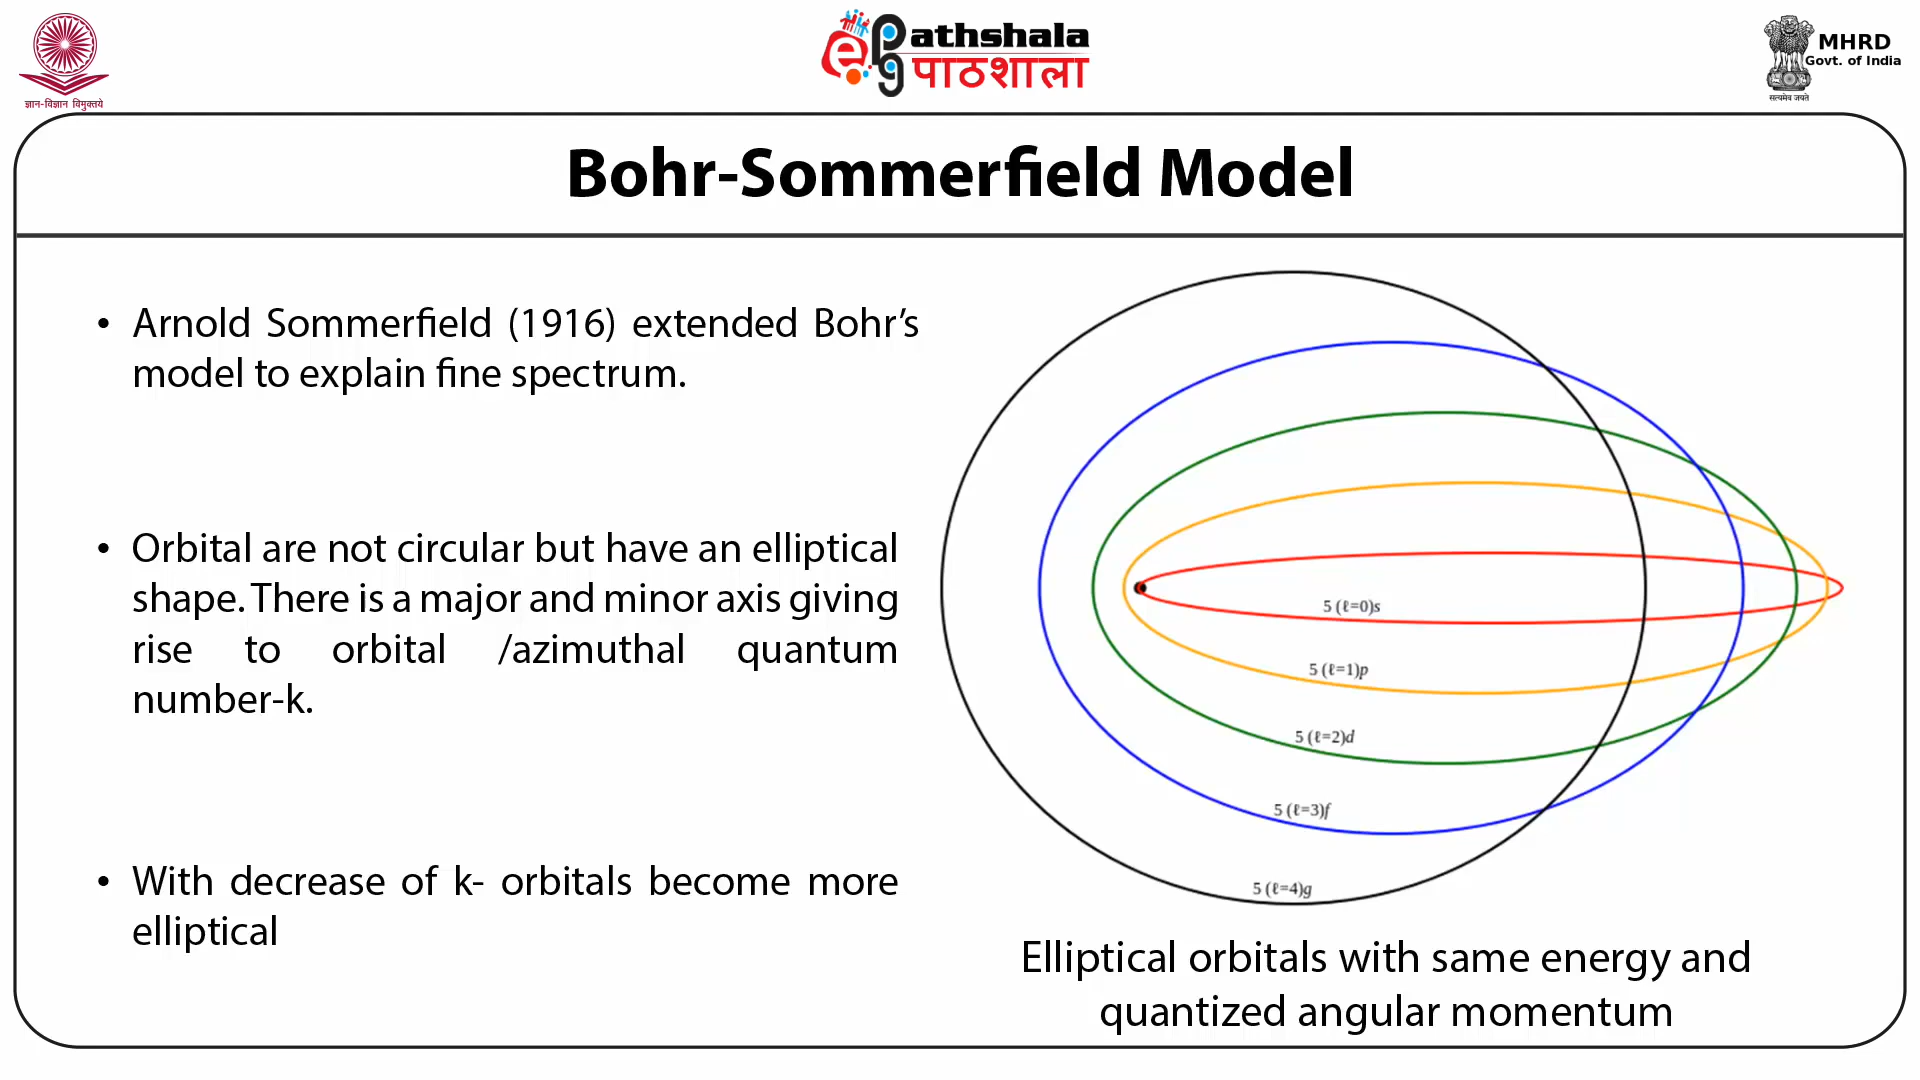 ज्ञान-विज्ञान विमुक्तये
ePathshala
पाठशाला
MHRD
Govt. of India
सत्यमेव जयते
Bohr-Sommerfield Model
• Arnold Sommerfield (1916) extended Bohr’s
model to explain fine spectrum.
• Orbital are not circular but have an elliptical
shape. There is a major and minor axis giving
rise to orbital /azimuthal quantum
number-k.
• With decrease of k- orbitals become more
elliptical
5 (ℓ=0)s
5 (ℓ=1)p
5 (ℓ=2)d
5 (ℓ=3)f
5 (ℓ=4)g
Elliptical orbitals with same energy and
quantized angular momentum